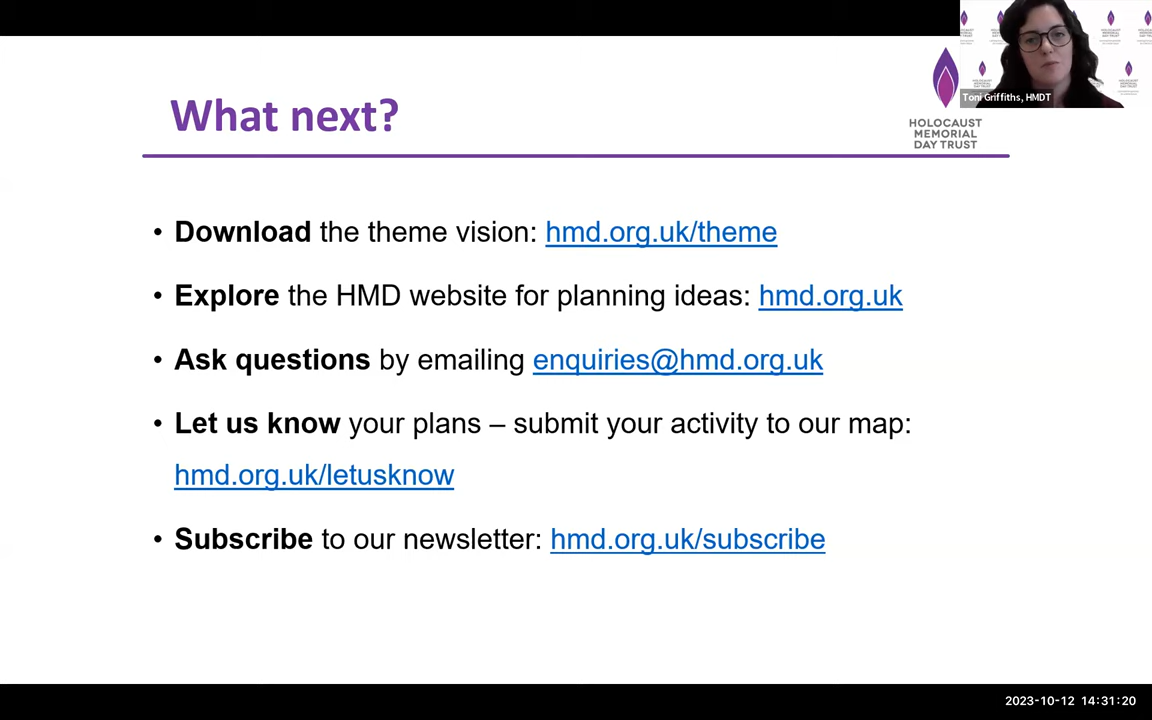 What next?
HOLOCAUST
MEMORIAL
DAY TRUST
Toni Griffiths, HMDT
• Download the theme vision: hmd.org.uk/theme
• Explore the HMD website for planning ideas: hmd.org.uk
• Ask questions by emailing enquiries@hmd.org.uk
• Let us know your plans – submit your activity to our map:
hmd.org.uk/letusknow
• Subscribe to our newsletter: hmd.org.uk/subscribe
2023-10-12 14:31:20